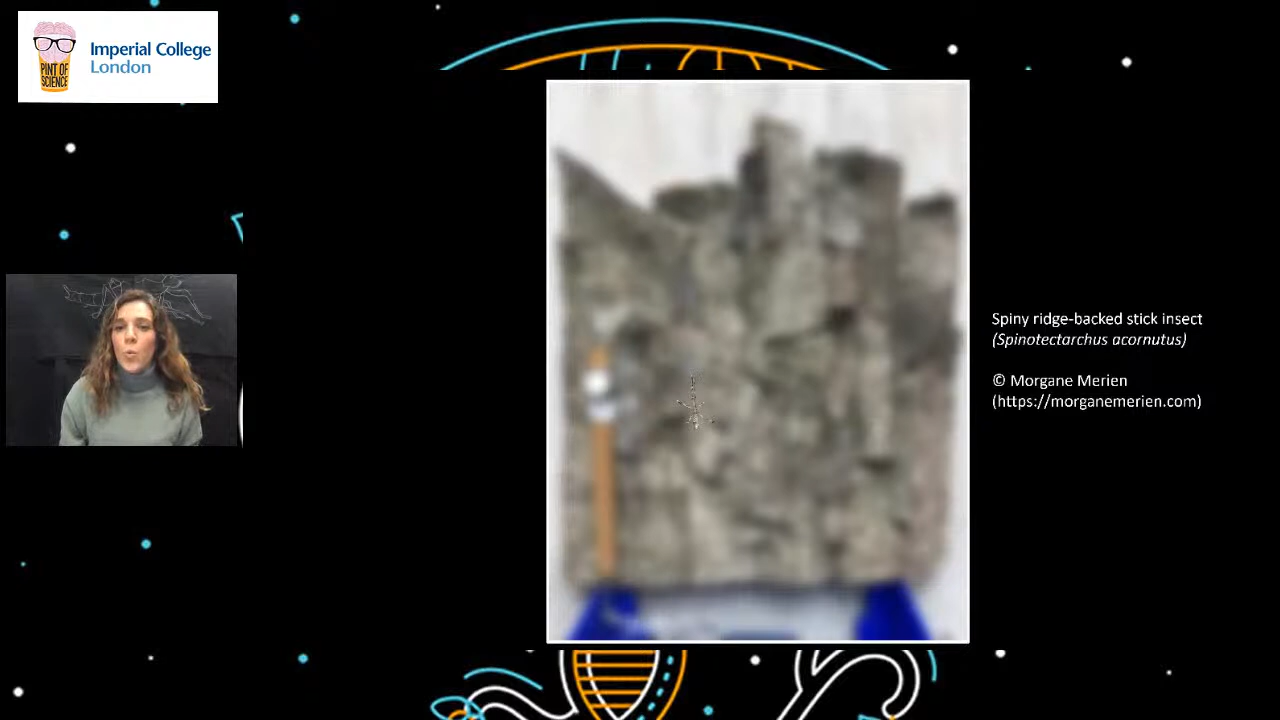 PINT OF
SCIENCE
Imperial College
London
Spiny ridge-backed stick insect
(Spinotectarchus acornutus)
© Morgane Merien
(https://morganemerien.com)